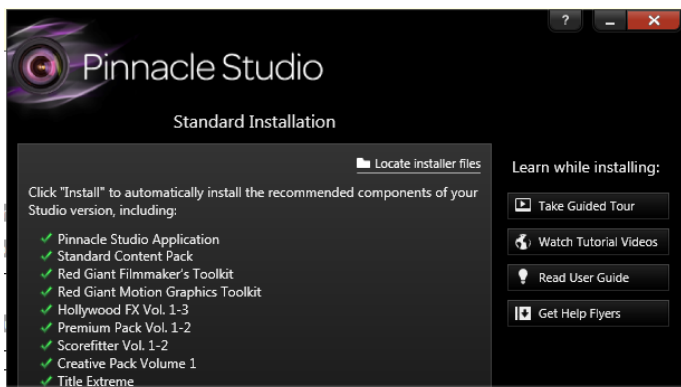 ?
Pinnacle Studio
Standard Installation
Locate installer files
Click "Install" to automatically install the recommended components of your
Studio version, including:
Pinnacle Studio Application
Standard Content Pack
Red Giant Filmmaker's Toolkit
Red Giant Motion Graphics Toolkit
Hollywood FX Vol. 1-3
Premium Pack Vol. 1-2
Scorefitter Vol. 1-2
Creative Pack Volume 1
Title Extreme
Learn while installing:
Take Guided Tour
Watch Tutorial Videos
Read User Guide
Get Help Flyers